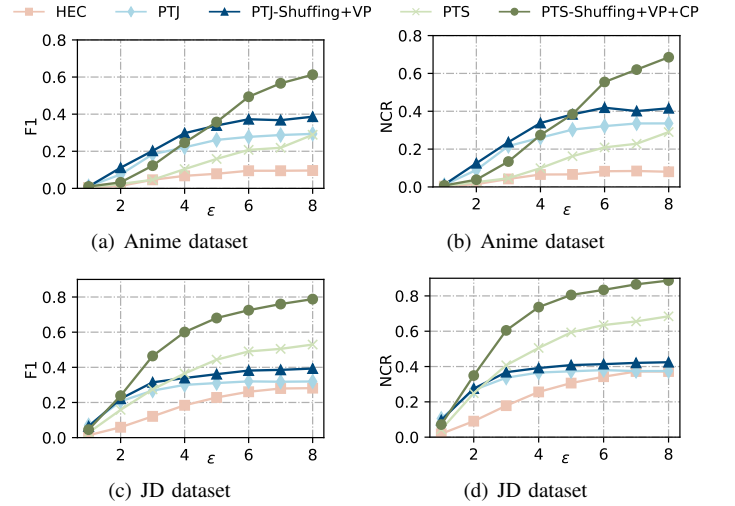 HEC PTJ PTJ-Shuffing+VP PTS PTS-Shuffing+VP+CP
0.8
0.6
0.4
0.2
0.0
F1
2 4 6 8
ε
(a) Anime dataset
0.8
0.6
0.4
0.2
0.0
NCR
2 4 6 8
ε
(b) Anime dataset
0.8
0.6
0.4
0.2
0.0
F1
2 4 6 8
ε
(c) JD dataset
0.8
0.6
0.4
0.2
0.0
NCR
2 4 6 8
ε
(d) JD dataset